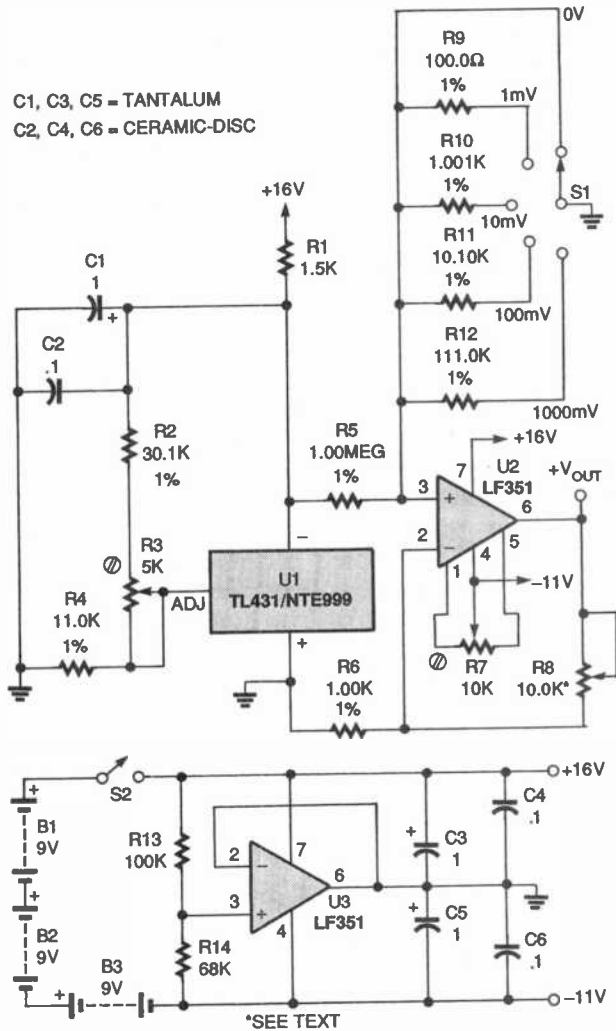 C1, C3, C5 = TANTALUM
C2, C4, C6 = CERAMIC-DISC
0V
R9
100.0Ω
1%
1mV
R10
1.001K
1%
10mV
S1
R11
10.10K
1%
100mV
R12
111.0K
1%
1000mV
+16V
R1
1.5K
C1
1
+
C2
.1
R2
30.1K
1%
R3
5K
R4
11.0K
1%
ADJ
U1
TL431/NTE999
-
+
R5
1.00MEG
1%
R6
1.00K
1%
+16V
U2
LF351
+VOUT
3
+
2
-
7
6
5
4
1
-11V
R7
10K
R8
10.0K*
+
B1
9V
+
B2
9V
+
B3
9V
S2
R13
100K
R14
68K
2
-
3
+
7
6
4
U3
LF351
+
C3
1
+
C5
1
C4
.1
C6
.1
+16V
-11V
*SEE TEXT